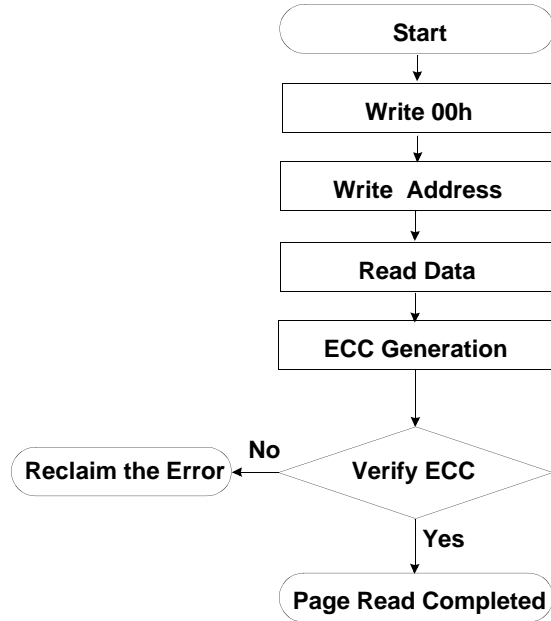 Start
Write 00h
Write  Address
Read Data
ECC Generation
Verify ECC
No
Reclaim the Error
Yes
Page Read Completed